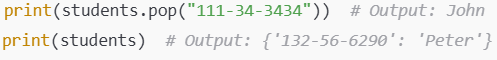 print(students.pop("111-34-3434"))  # Output: John
print(students)  # Output: {'132-56-6290': 'Peter'}